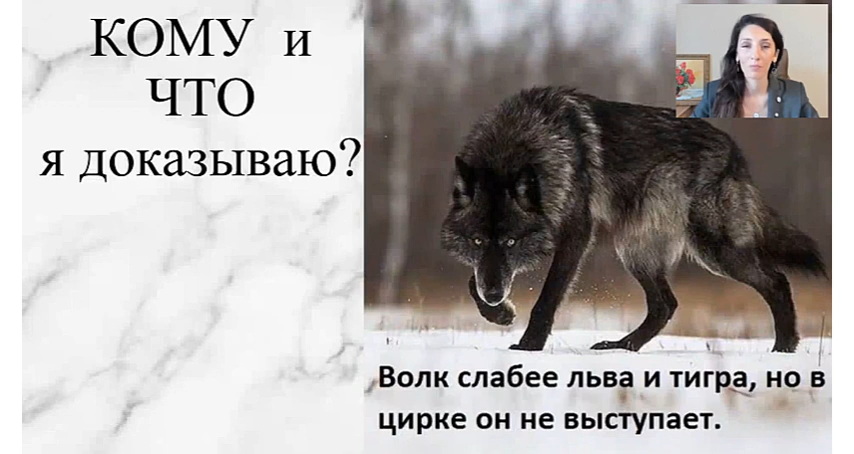 КОМУ и
ЧТО
я доказываю?
Волк слабее льва и тигра, но в
цирке он не выступает.